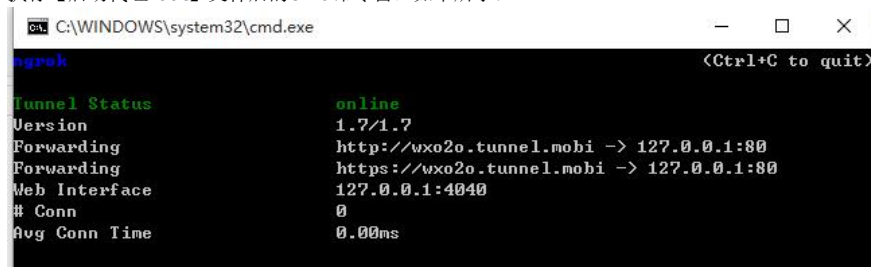 C:\WINDOWS\system32\cmd.exe
ngrok (Ctrl+C to quit)
Tunnel Status online
Version 1.7/1.7
Forwarding http://wxo2o.tunnel.mobi -> 127.0.0.1:80
Forwarding https://wxo2o.tunnel.mobi -> 127.0.0.1:80
Web Interface 127.0.0.1:4040
# Conn 0
Avg Conn Time 0.00ms